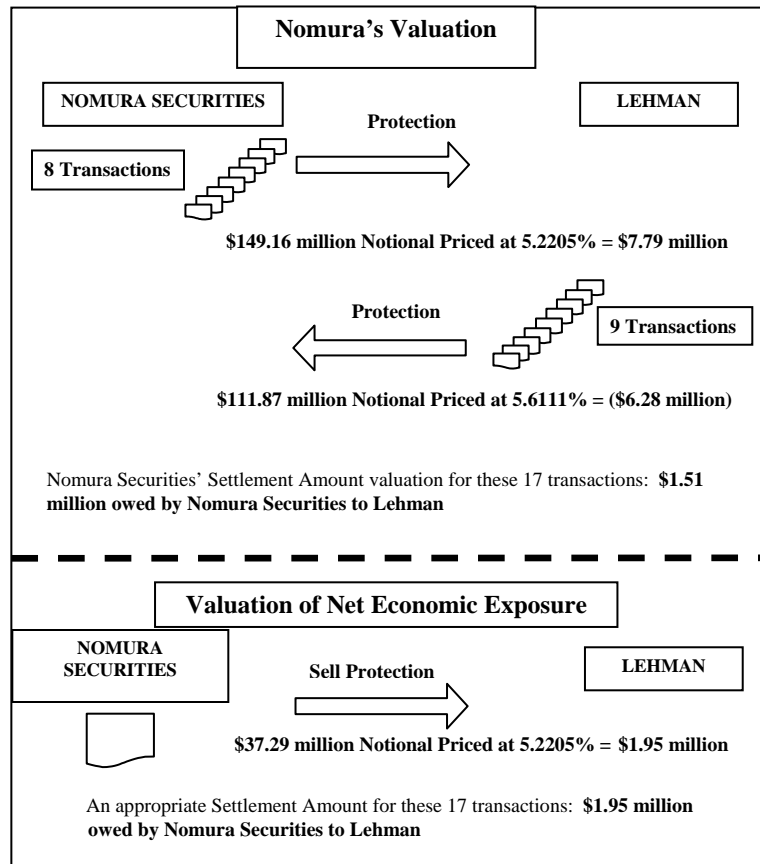 Nomura’s Valuation
NOMURA SECURITIES
LEHMAN
Protection
8 Transactions
$149.16 million Notional Priced at 5.2205% = $7.79 million
Protection
9 Transactions
$111.87 million Notional Priced at 5.6111% = ($6.28 million)
Nomura Securities’ Settlement Amount valuation for these 17 transactions: $1.51
million owed by Nomura Securities to Lehman
Valuation of Net Economic Exposure
NOMURA
SECURITIES
LEHMAN
Sell Protection
$37.29 million Notional Priced at 5.2205% = $1.95 million
An appropriate Settlement Amount for these 17 transactions: $1.95 million
owed by Nomura Securities to Lehman